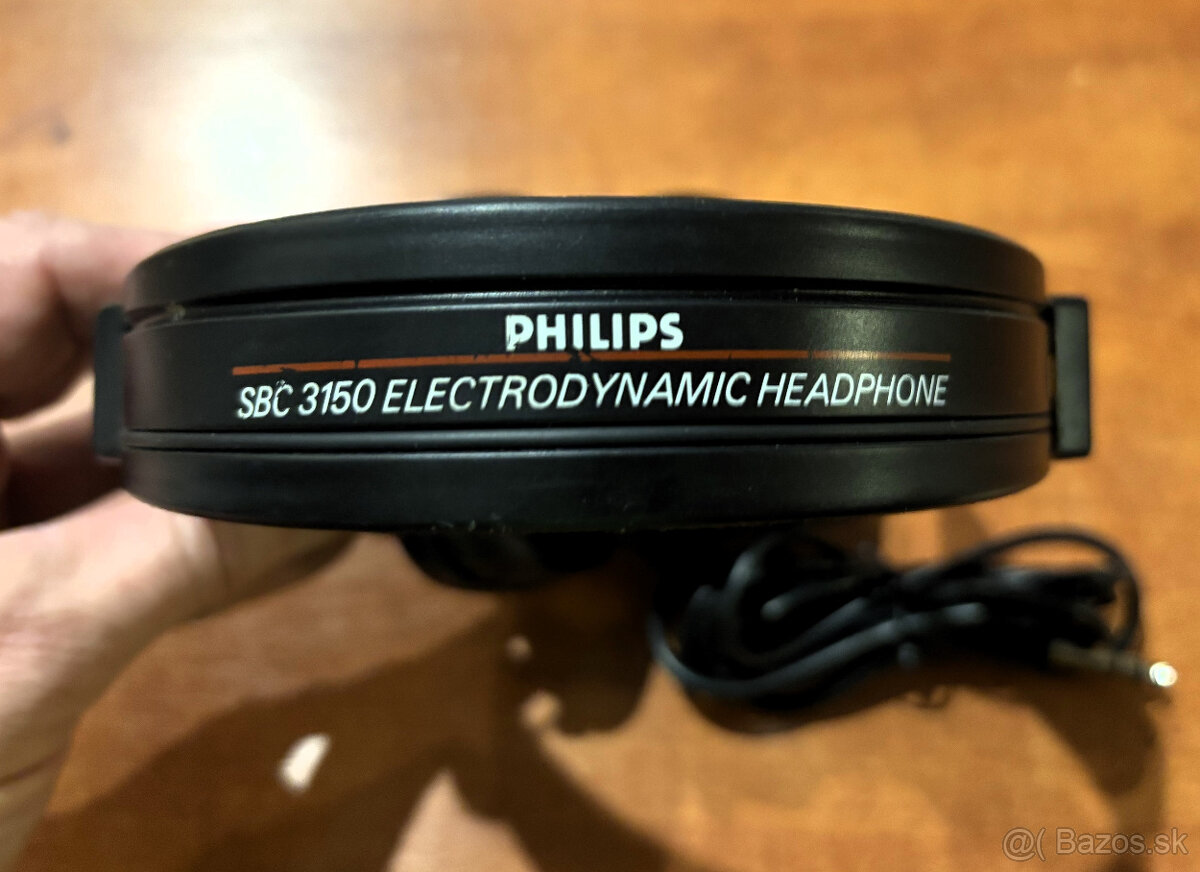 PHILIPS
SBC 3150 ELECTRODYNAMIC HEADPHONE
@( Bazos.sk